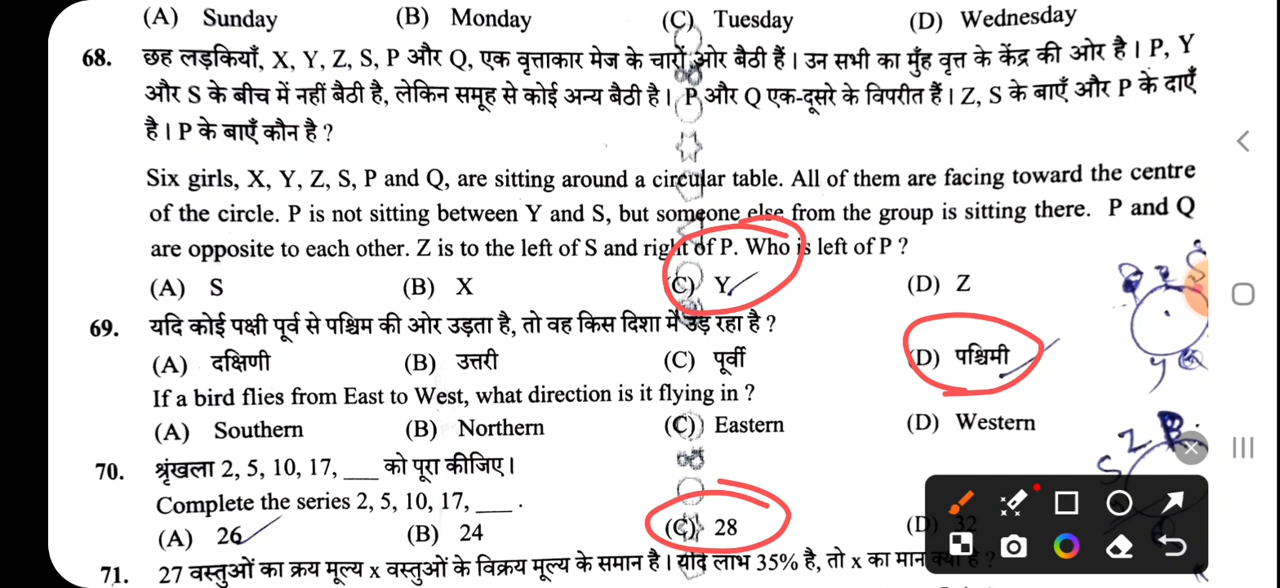 (A) Sunday (B) Monday (C) Tuesday (D) Wednesday
68. छह लड़कियाँ, X, Y, Z, S, P और Q, एक वृत्ताकार मेज के चारों ओर बैठी हैं। उन सभी का मुँह वृत्त के केंद्र की ओर है। P, Y
और S के बीच में नहीं बैठी है, लेकिन समूह से कोई अन्य बैठी है। P और Q एक-दूसरे के विपरीत हैं। Z, S के बाएँ और P के दाएँ
है। P के बाएँ कौन है ?
Six girls, X, Y, Z, S, P and Q, are sitting around a circular table. All of them are facing toward the centre
of the circle. P is not sitting between Y and S, but someone else from the group is sitting there. P and Q
are opposite to each other. Z is to the left of S and right of P. Who is left of P ?
(A) S (B) X (C) Y (D) Z
69. यदि कोई पक्षी पूर्व से पश्चिम की ओर उड़ता है, तो वह किस दिशा में उड़ रहा है ?
(A) दक्षिणी (B) उत्तरी (C) पूर्वी (D) पश्चिमी
If a bird flies from East to West, what direction is it flying in ?
(A) Southern (B) Northern (C) Eastern (D) Western
70. श्रृंखला 2, 5, 10, 17, ___ को पूरा कीजिए।
Complete the series 2, 5, 10, 17, ___ .
(A) 26 (B) 24 (C) 28 (D) 32
71. 27 वस्तुओं का क्रय मूल्य x वस्तुओं के विक्रय मूल्य के समान है। यदि लाभ 35% है, तो x का मान क्या है ?